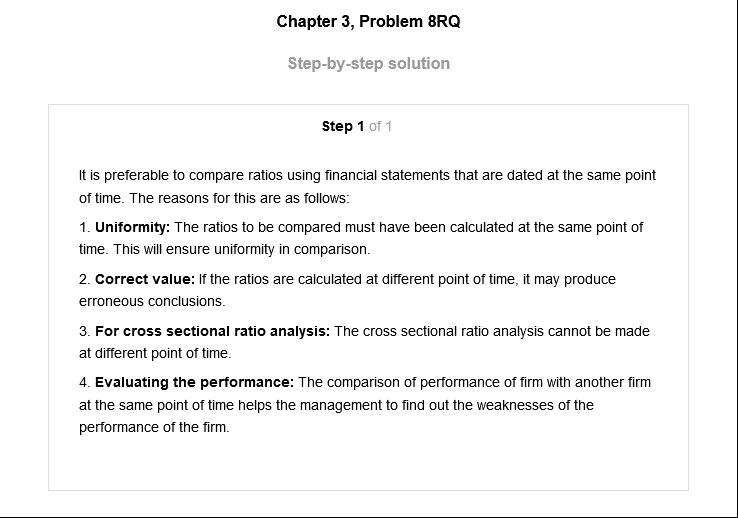 Chapter 3, Problem 8RQ
Step-by-step solution
Step 1 of 1
It is preferable to compare ratios using financial statements that are dated at the same point
of time. The reasons for this are as follows:
1. Uniformity: The ratios to be compared must have been calculated at the same point of
time. This will ensure uniformity in comparison.
2. Correct value: If the ratios are calculated at different point of time, it may produce
erroneous conclusions.
3. For cross sectional ratio analysis: The cross sectional ratio analysis cannot be made
at different point of time.
4. Evaluating the performance: The comparison of performance of firm with another firm
at the same point of time helps the management to find out the weaknesses of the
performance of the firm.